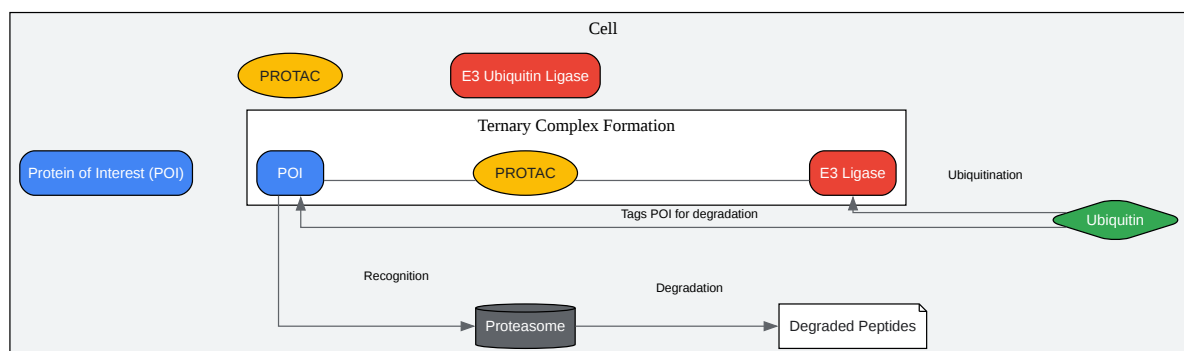 Cell
PROTAC
E3 Ubiquitin Ligase
Ternary Complex Formation
Protein of Interest (POI)
POI
PROTAC
E3 Ligase
Ubiquitination
Tags POI for degradation
Ubiquitin
Recognition
Degradation
Proteasome
Degraded Peptides